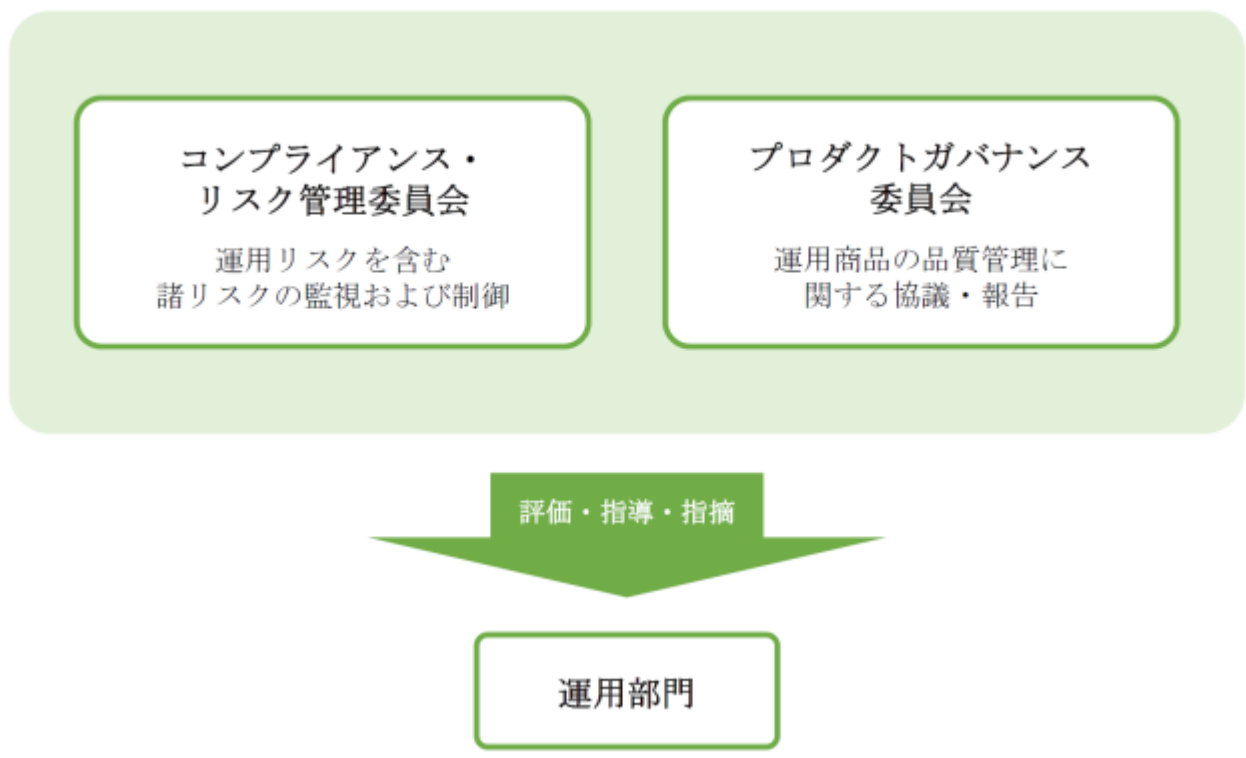 コンプライアンス・
リスク管理委員会
運用リスクを含む
諸リスクの監視および制御
プロダクトガバナンス
委員会
運用商品の品質管理に
関する協議・報告
評価・指導・指摘
運用部門